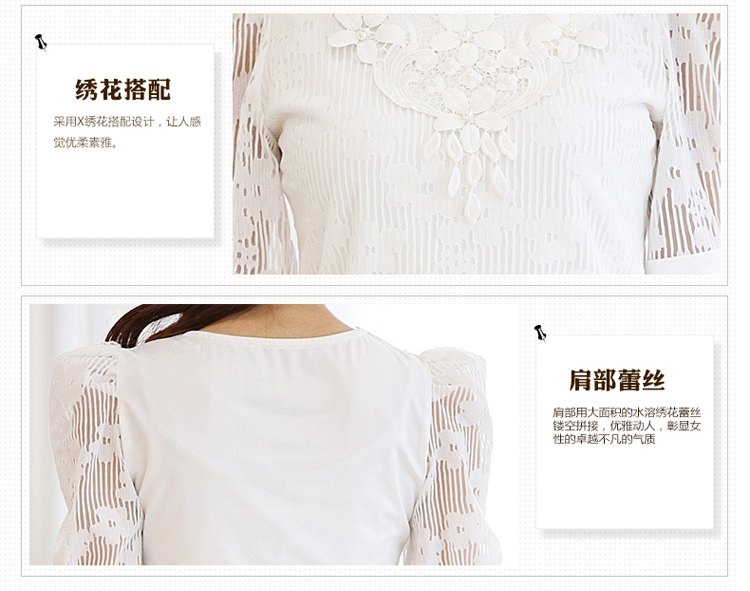 绣花搭配
采用X绣花搭配设计，让人感
觉优柔素雅。
肩部蕾丝
肩部用大面积的水溶绣花蕾丝
镂空拼接，优雅动人，彰显女
性的卓越不凡的气质